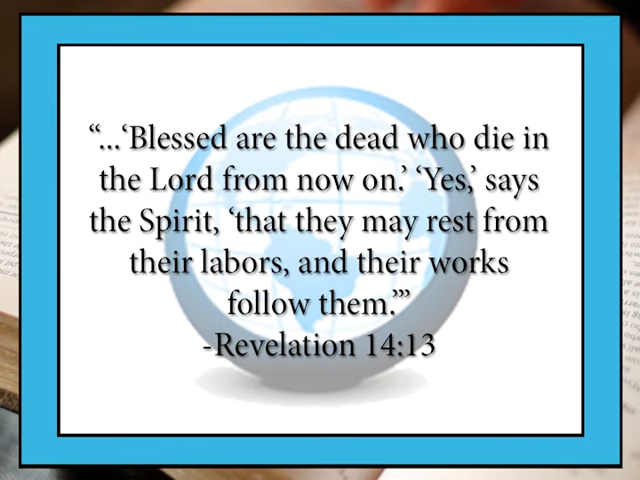 “...‘Blessed are the dead who die in
the Lord from now on.’ ‘Yes,’ says
the Spirit, ‘that they may rest from
their labors, and their works
follow them.’”
-Revelation 14:13